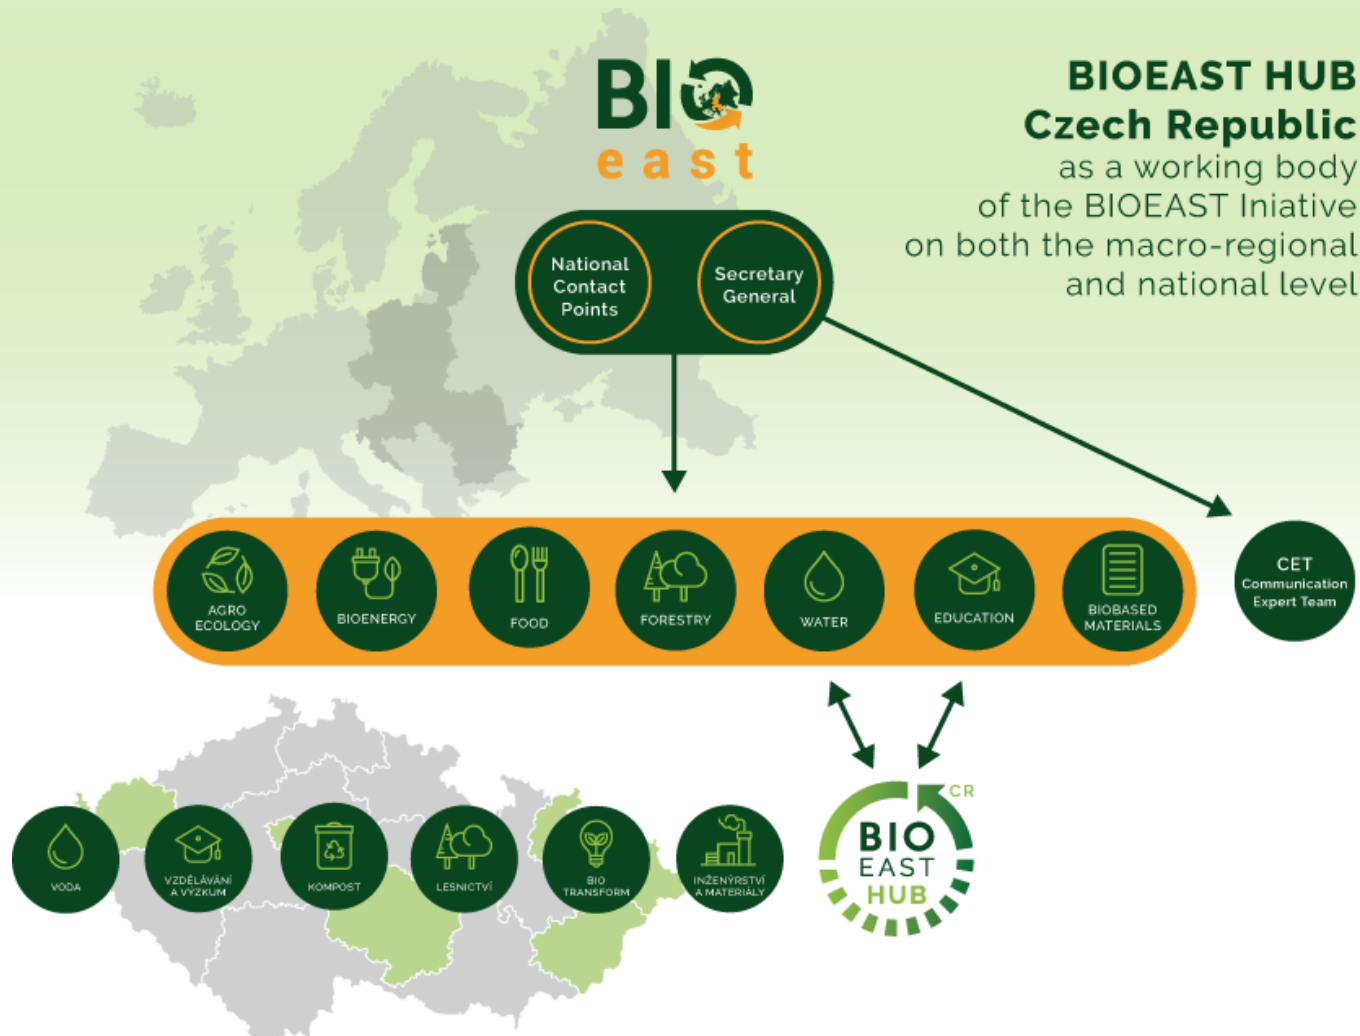 BIO
east
BIOEAST HUB
Czech Republic
as a working body
of the BIOEAST Iniative
on both the macro-regional
and national level
National
Contact
Points
Secretary
General
AGRO
ECOLOGY
BIOENERGY
FOOD
FORESTRY
WATER
EDUCATION
BIOBASED
MATERIALS
CET
Communication
Expert Team
VODA
VZDĚLÁVÁNÍ
A VÝZKUM
KOMPOST
LESNICTVÍ
BIO
TRANSFORM
INŽENÝRSTVÍ
A MATERIÁLY
CR
BIO
EAST
HUB